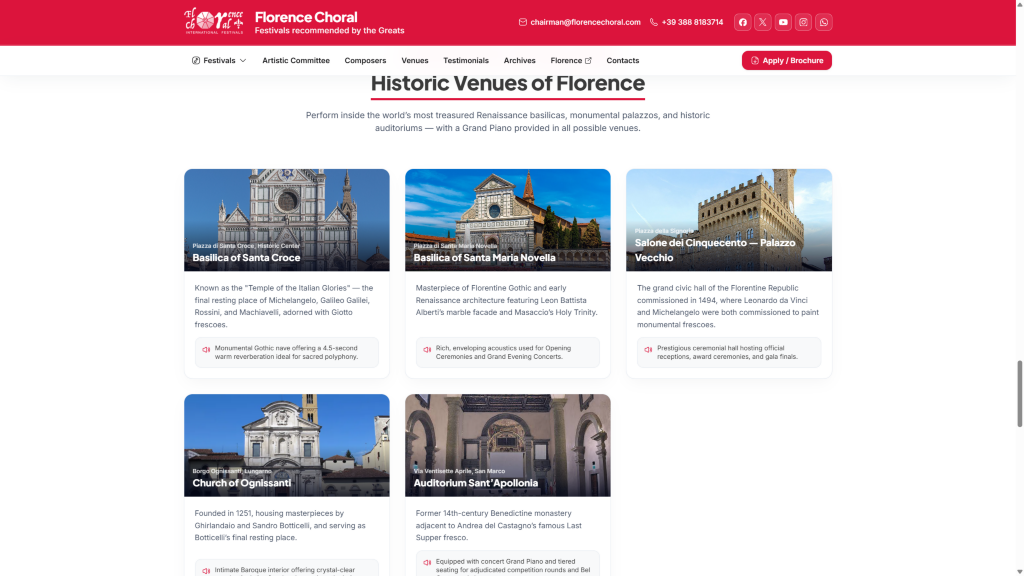 Florence
Choral
INTERNATIONAL FESTIVALS
Florence Choral
Festivals recommended by the Greats
chairman@florencechoral.com
+39 388 8183714
Festivals
Artistic Committee
Composers
Venues
Testimonials
Archives
Florence
Contacts
Apply / Brochure
Historic Venues of Florence
Perform inside the world's most treasured Renaissance basilicas, monumental palazzos, and historic
auditoriums — with a Grand Piano provided in all possible venues.
Piazza di Santa Croce, Historic Center
Basilica of Santa Croce
Known as the "Temple of the Italian Glories" — the
final resting place of Michelangelo, Galileo Galilei,
Rossini, and Machiavelli, adorned with Giotto
frescoes.
Monumental Gothic nave offering a 4.5-second
warm reverberation ideal for sacred polyphony.
Piazza di Santa Maria Novella
Basilica of Santa Maria Novella
Masterpiece of Florentine Gothic and early
Renaissance architecture featuring Leon Battista
Alberti's marble facade and Masaccio's Holy Trinity.
Rich, enveloping acoustics used for Opening
Ceremonies and Grand Evening Concerts.
Piazza della Signoria
Salone dei Cinquecento — Palazzo
Vecchio
The grand civic hall of the Florentine Republic
commissioned in 1494, where Leonardo da Vinci
and Michelangelo were both commissioned to paint
monumental frescoes.
Prestigious ceremonial hall hosting official
receptions, award ceremonies, and gala finals.
Borgo Ognissanti, Lungarno
Church of Ognissanti
Founded in 1251, housing masterpieces by
Ghirlandaio and Sandro Botticelli, and serving as
Botticelli's final resting place.
Intimate Baroque interior offering crystal-clear
Via Ventisette Aprile, San Marco
Auditorium Sant'Apollonia
Former 14th-century Benedictine monastery
adjacent to Andrea del Castagno's famous Last
Supper fresco.
Equipped with concert Grand Piano and tiered
seating for adjudicated competition rounds and Bel